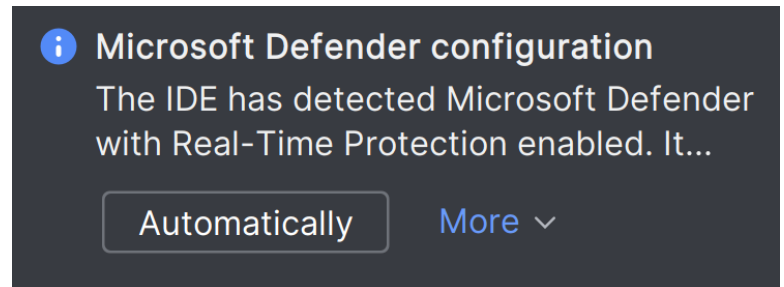 Microsoft Defender configuration
The IDE has detected Microsoft Defender
with Real-Time Protection enabled. It...
Automatically
More